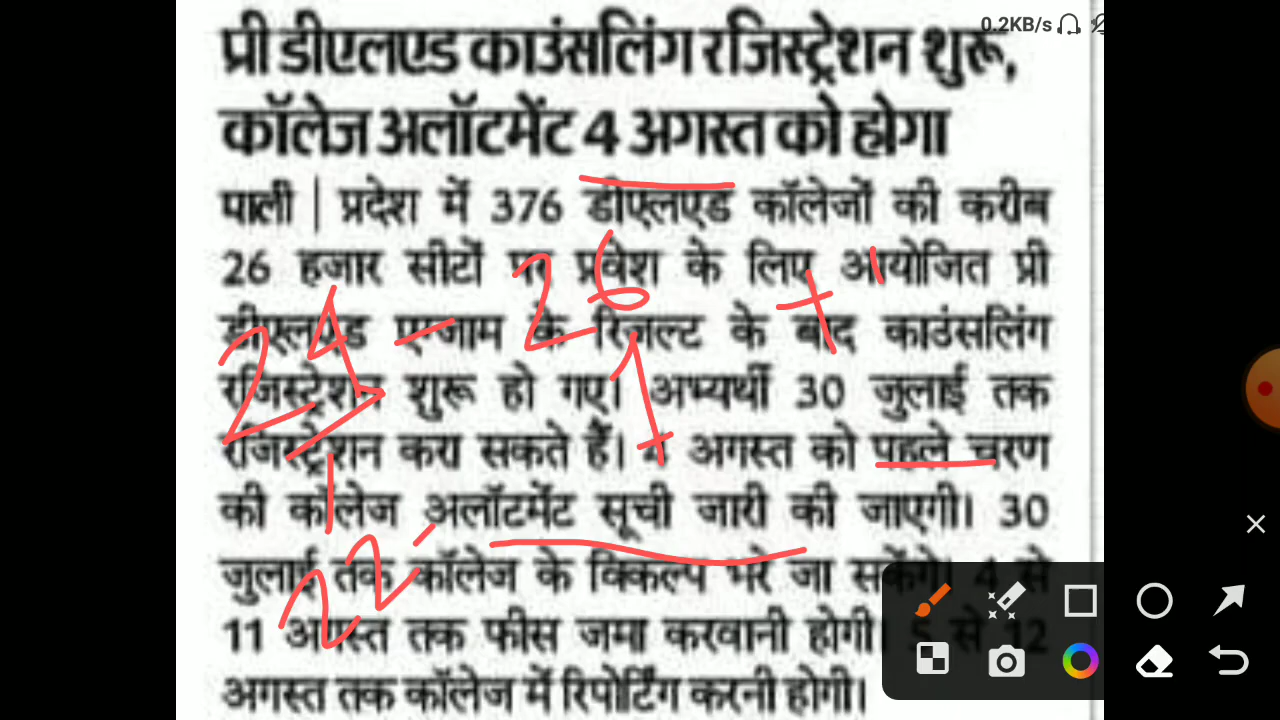 0.2KB/s
प्री डीएलएड काउंसलिंग रजिस्ट्रेशन शुरू,
कॉलेज अलॉटमेंट 4 अगस्त को होगा
पाली | प्रदेश में 376 डीएलएड कॉलेजों की करीब
26 हजार सीटों पर प्रवेश के लिए आयोजित प्री
डीएलएड एग्जाम के रिजल्ट के बाद काउंसलिंग
रजिस्ट्रेशन शुरू हो गए। अभ्यर्थी 30 जुलाई तक
रजिस्ट्रेशन करा सकते हैं। 4 अगस्त को पहले चरण
की कॉलेज अलॉटमेंट सूची जारी की जाएगी। 30
जुलाई तक कॉलेज के विकल्प भरे जा सकेंगे। 4 से
11 अगस्त तक फीस जमा करवानी होगी। 5 से 12
अगस्त तक कॉलेज में रिपोर्टिंग करनी होगी।